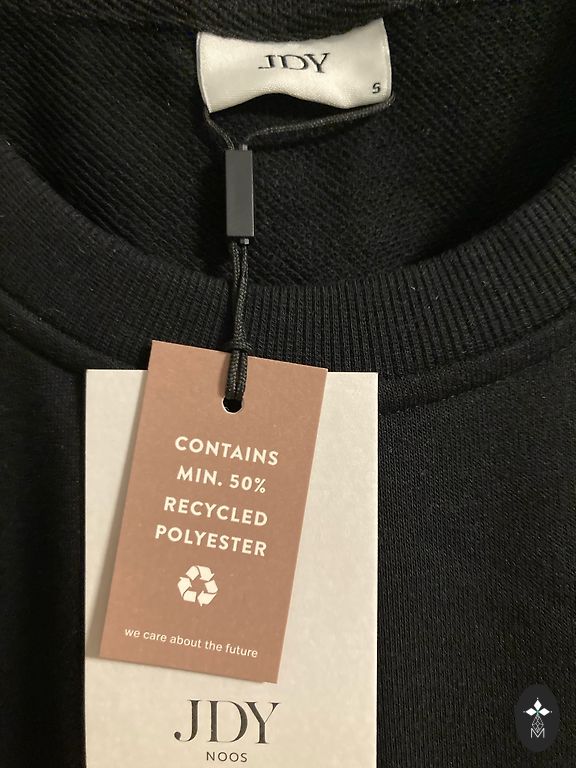 JDY
S
CONTAINS
MIN. 50%
RECYCLED
POLYESTER
we care about the future
JDY
NOOS
M